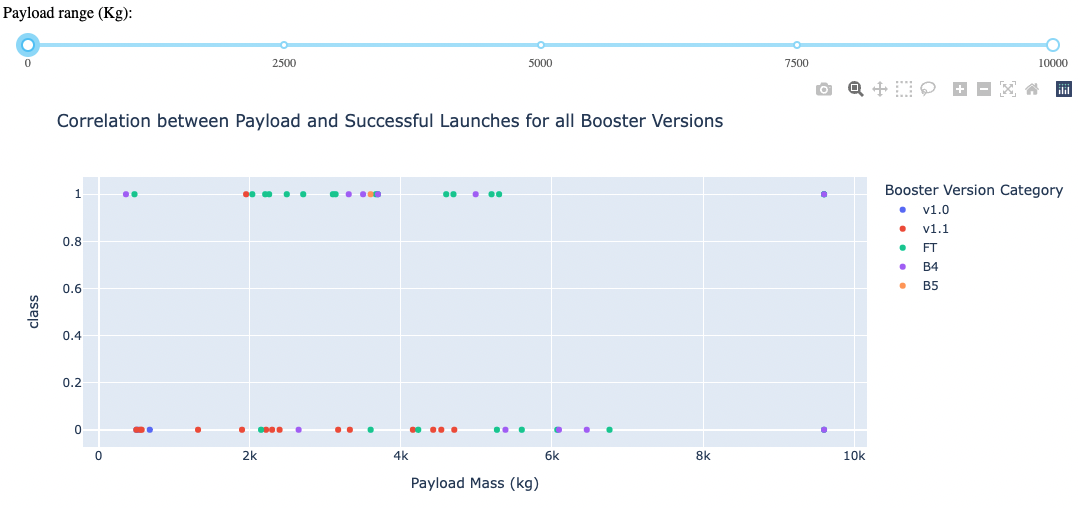 Payload range (Kg):
0 2500 5000 7500 10000
Correlation between Payload and Successful Launches for all Booster Versions
1
0.8
0.6
0.4
0.2
0
class
0 2k 4k 6k 8k 10k
Payload Mass (kg)
Booster Version Category
v1.0
v1.1
FT
B4
B5